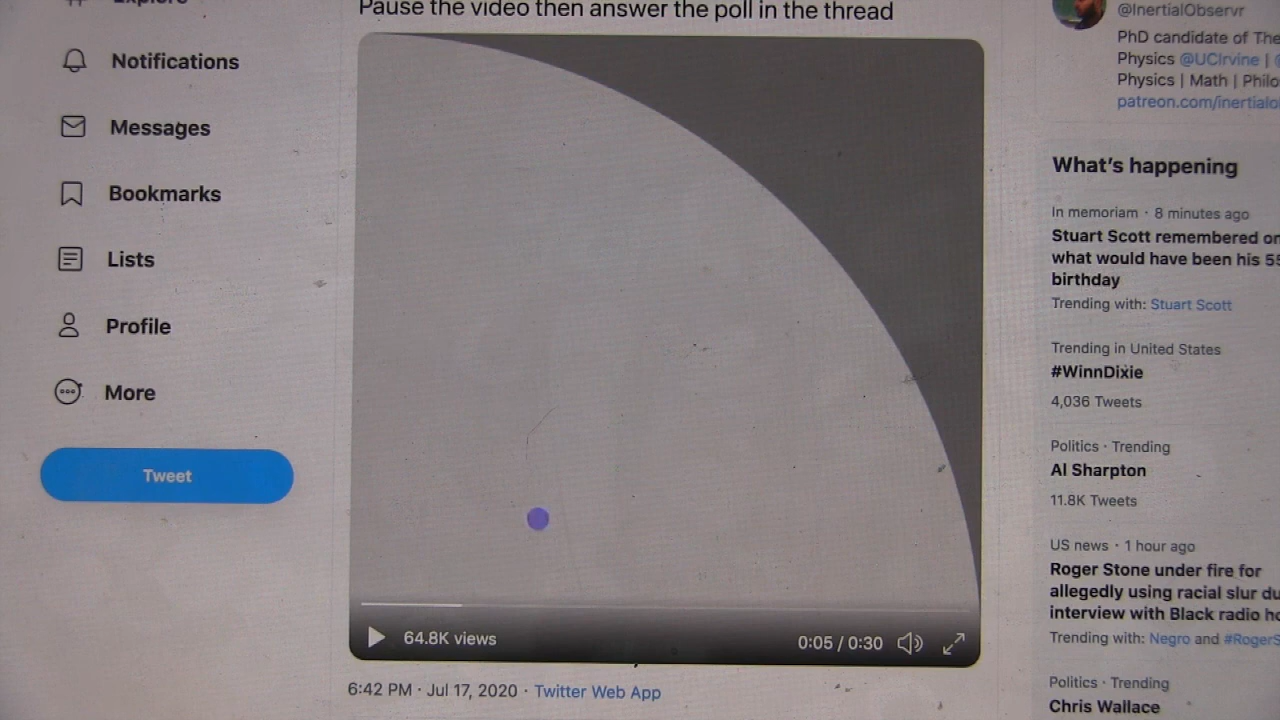 Explore
Pause the video then answer the poll in the thread
@InertialObservr
Notifications
PhD candidate of The
Physics @UCIrvine |
Physics | Math | Philo
patreon.com/inertialo
Messages
Bookmarks
Lists
Profile
More
Tweet
What's happening
In memoriam · 8 minutes ago
Stuart Scott remembered on
what would have been his 55
birthday
Trending with: Stuart Scott
Trending in United States
#WinnDixie
4,036 Tweets
Politics · Trending
Al Sharpton
11.8K Tweets
US news · 1 hour ago
Roger Stone under fire for
allegedly using racial slur du
interview with Black radio ho
Trending with: Negro and #RogerS
Politics · Trending
Chris Wallace
64.8K views
0:05 / 0:30
6:42 PM · Jul 17, 2020 · Twitter Web App